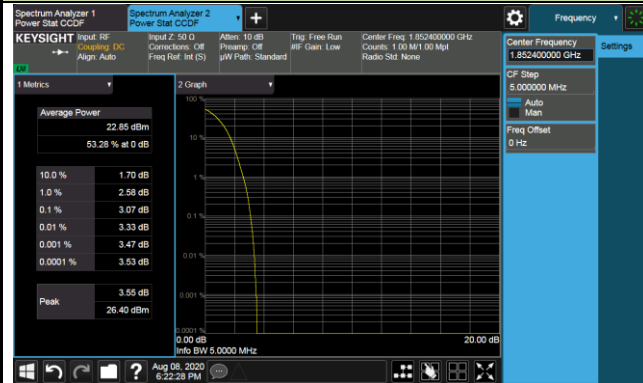 Spectrum Analyzer 1
Power Stat CCDF
Spectrum Analyzer 2
Power Stat CCDF
+
Frequency
KEYSIGHT
Input: RF
Coupling: DC
Align: Auto
Input Z: 50 Ω
Corrections: Off
Freq Ref: Int (S)
Atten: 10 dB
Preamp: Off
µW Path: Standard
Trig: Free Run
#IF Gain: Low
Center Freq: 1.852400000 GHz
Counts: 1.00 M/1.00 Mpt
Radio Std: None
Center Frequency
1.852400000 GHz
Settings
CF Step
5.000000 MHz
Auto
Man
Freq Offset
0 Hz
1 Metrics
Average Power
22.85 dBm
53.28 % at 0 dB
10.0 % 1.70 dB
1.0 % 2.58 dB
0.1 % 3.07 dB
0.01 % 3.33 dB
0.001 % 3.47 dB
0.0001 % 3.53 dB
Peak
3.55 dB
26.40 dBm
2 Graph
100 %
10 %
1 %
0.1 %
0.01 %
0.001 %
0.0001 %
0.00 dB
20.00 dB
Info BW 5.0000 MHz
?
Aug 08, 2020
6:22:28 PM